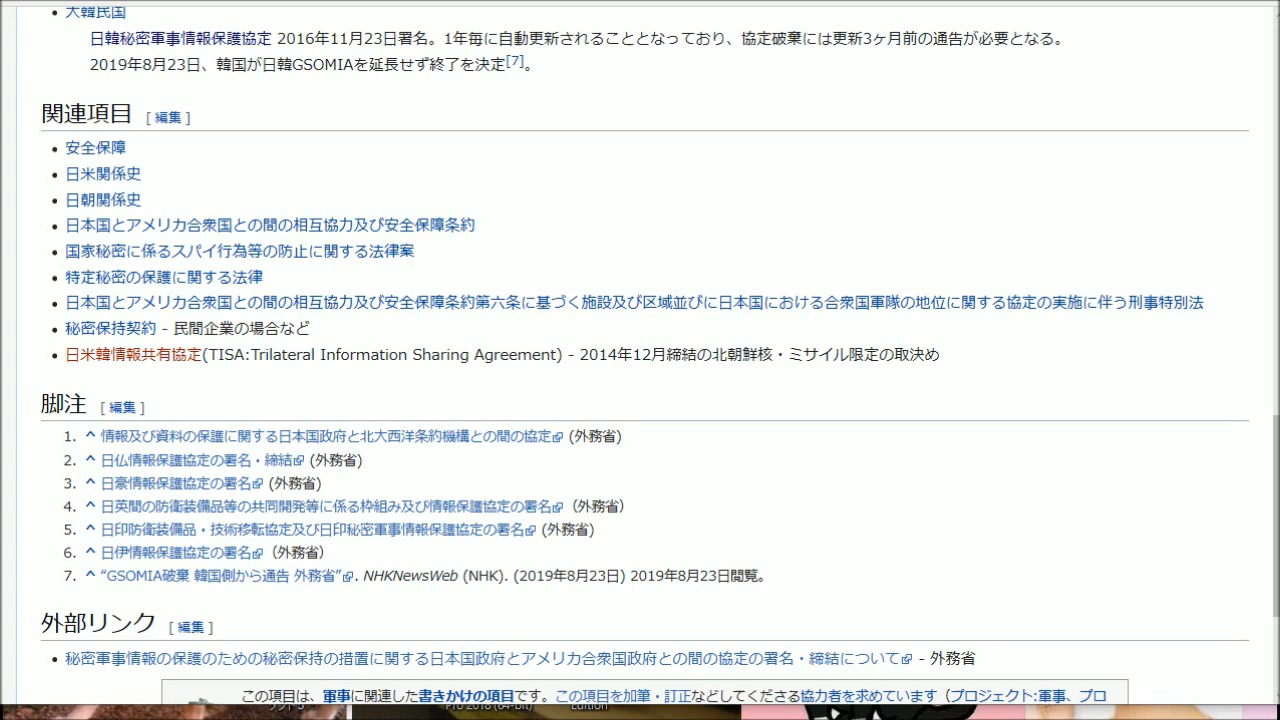 大韓民国
日韓秘密軍事情報保護協定 2016年11月23日署名。1年毎に自動更新されることとなっており、協定破棄には更新3ヶ月前の通告が必要となる。
2019年8月23日、韓国が日韓GSOMIAを延長せず終了を決定[7]。
関連項目 [ 編集 ]
安全保障
日米関係史
日朝関係史
日本国とアメリカ合衆国との間の相互協力及び安全保障条約
国家秘密に係るスパイ行為等の防止に関する法律案
特定秘密の保護に関する法律
日本国とアメリカ合衆国との間の相互協力及び安全保障条約第六条に基づく施設及び区域並びに日本国における合衆国軍隊の地位に関する協定の実施に伴う刑事特別法
秘密保持契約 - 民間企業の場合など
日米韓情報共有協定(TISA:Trilateral Information Sharing Agreement) - 2014年12月締結の北朝鮮核・ミサイル限定の取決め
脚注 [ 編集 ]
1. ^ 情報及び資料の保護に関する日本国政府と北大西洋条約機構との間の協定 (外務省)
2. ^ 日仏情報保護協定の署名・締結 (外務省)
3. ^ 日豪情報保護協定の署名 (外務省)
4. ^ 日英間の防衛装備品等の共同開発等に係る枠組み及び情報保護協定の署名（外務省）
5. ^ 日印防衛装備品・技術移転協定及び日印秘密軍事情報保護協定の署名 (外務省)
6. ^ 日伊情報保護協定の署名（外務省）
7. ^ “GSOMIA破棄 韓国側から通告 外務省”. NHKNewsWeb (NHK). (2019年8月23日) 2019年8月23日閲覧。
外部リンク [ 編集 ]
秘密軍事情報の保護のための秘密保持の措置に関する日本国政府とアメリカ合衆国政府との間の協定の署名・締結について - 外務省
この項目は、軍事に関連した書きかけの項目です。この項目を加筆・訂正などしてくださる協力者を求めています（プロジェクト:軍事、プロ
Pro 2018 (64-bit) Edition